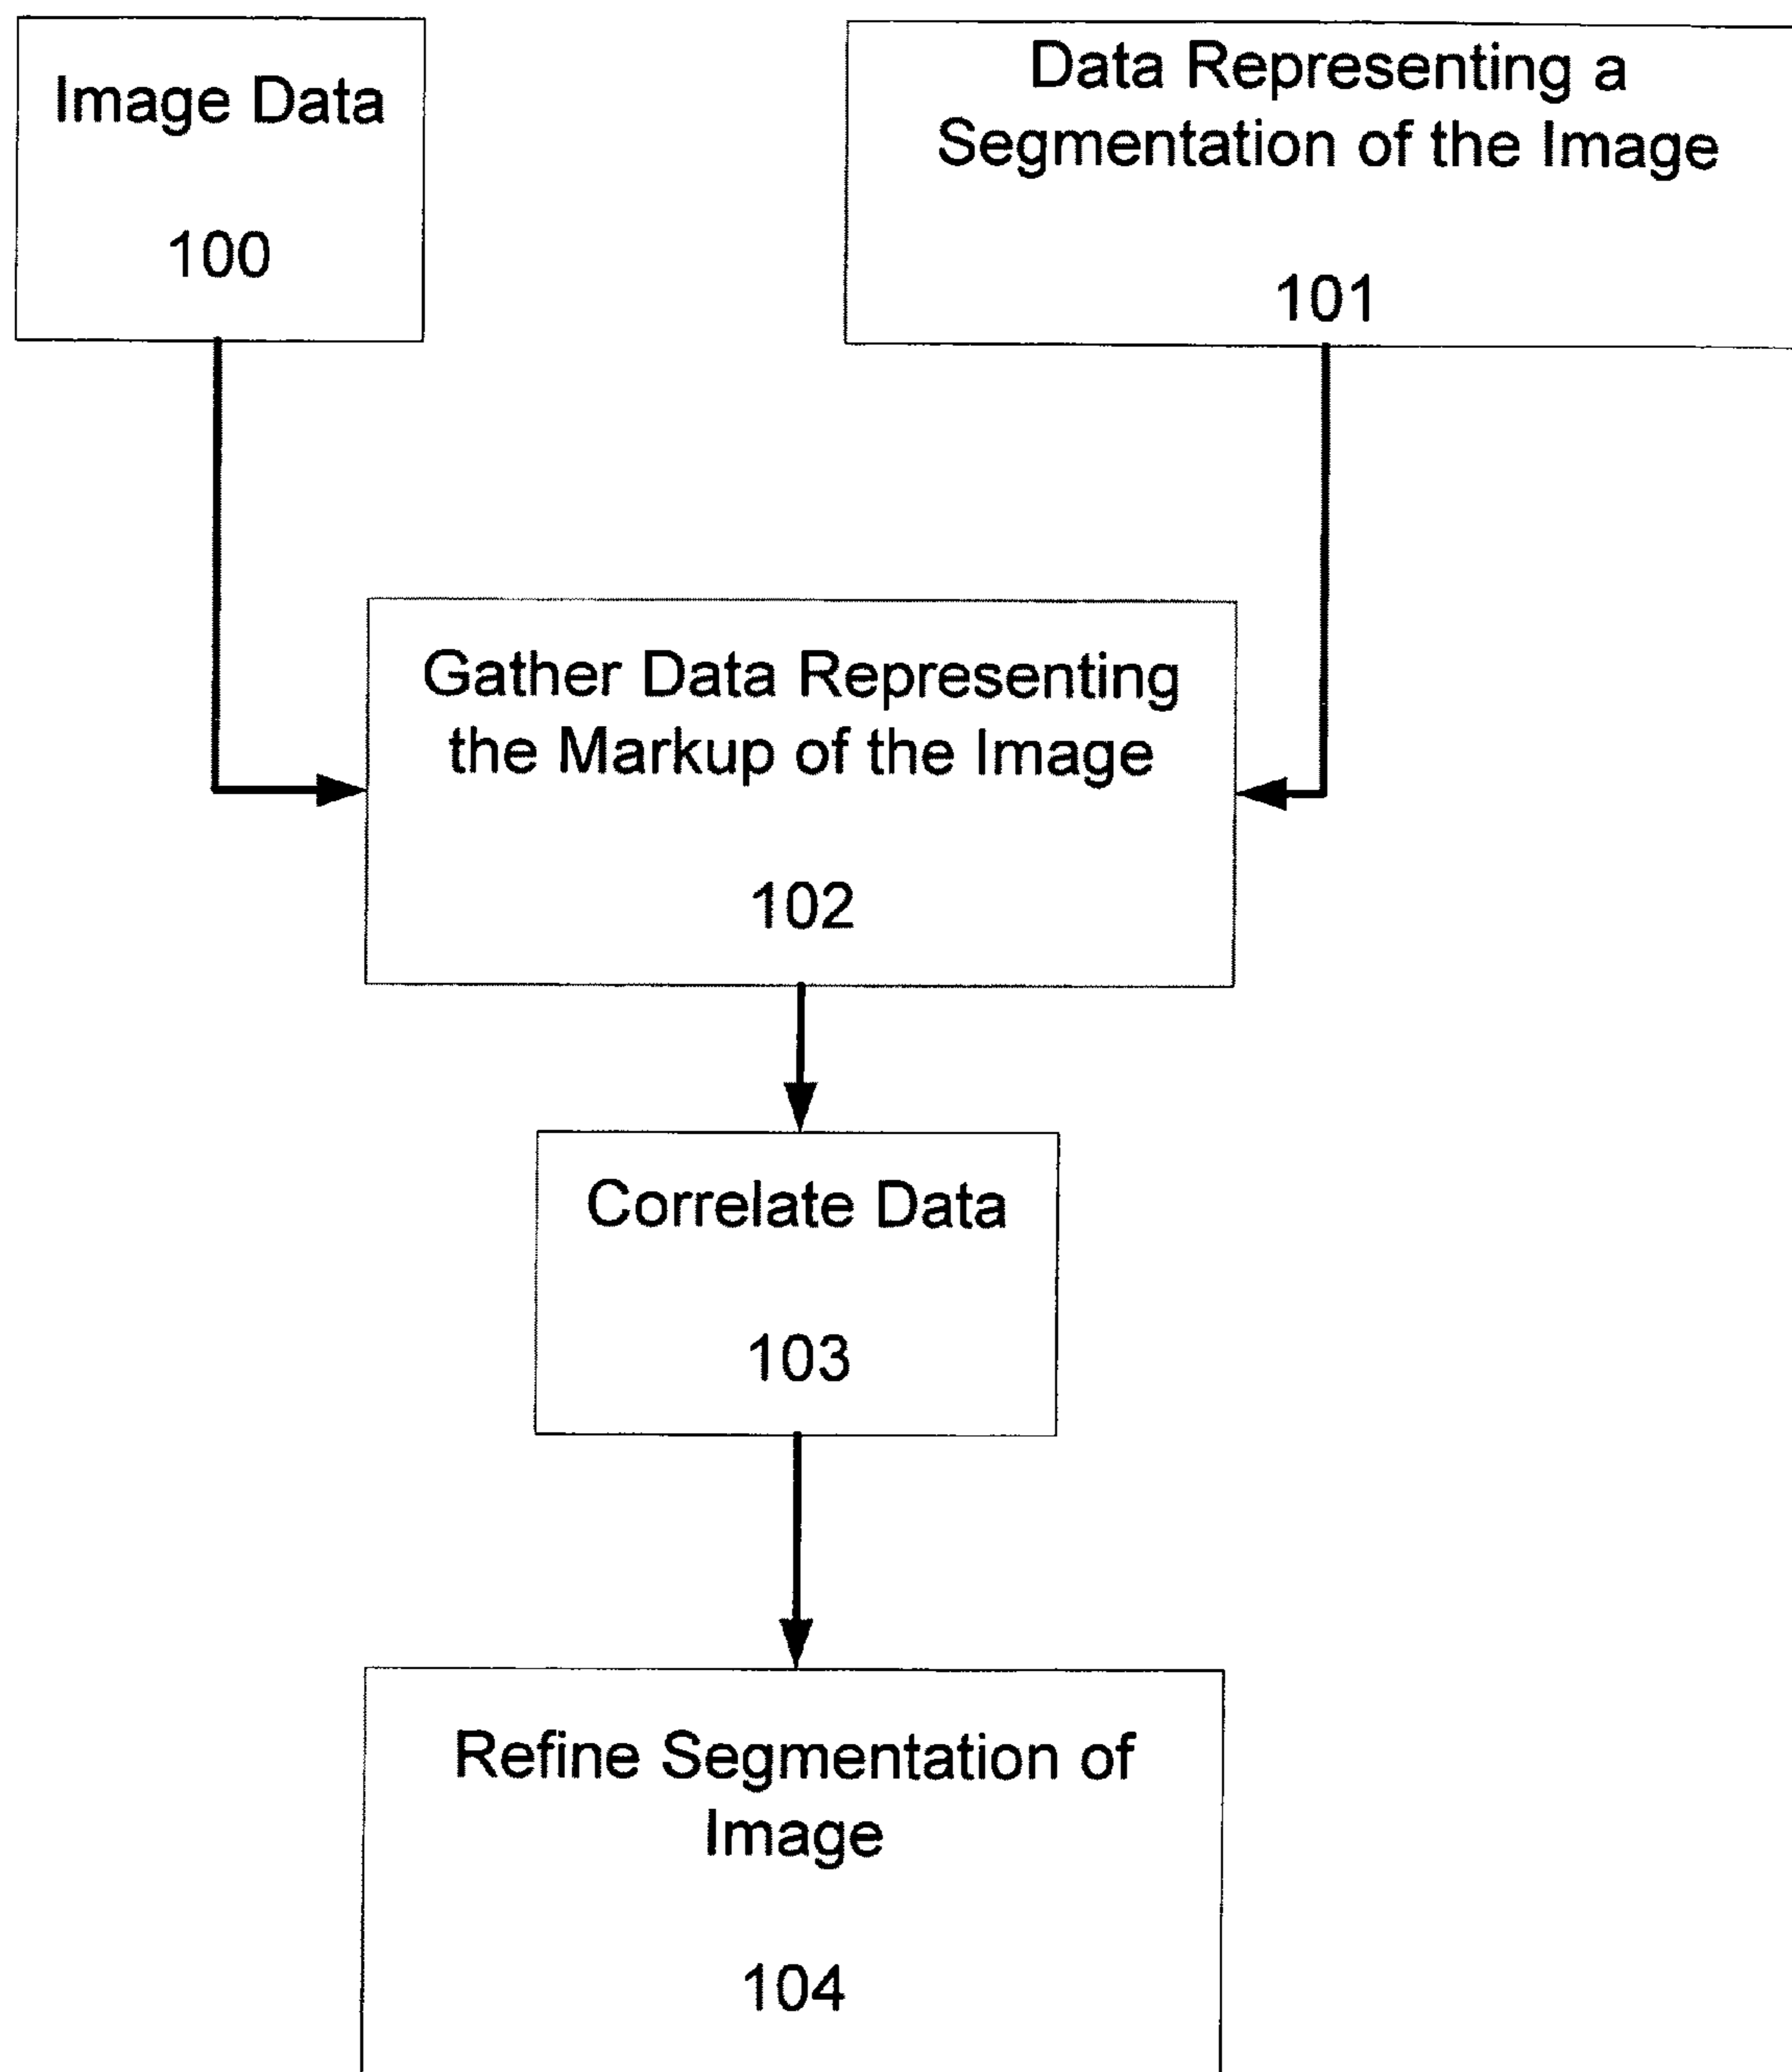 Image Data
100
Data Representing a
Segmentation of the Image
101
Gather Data Representing
the Markup of the Image
102
Correlate Data
103
Refine Segmentation of
Image
104